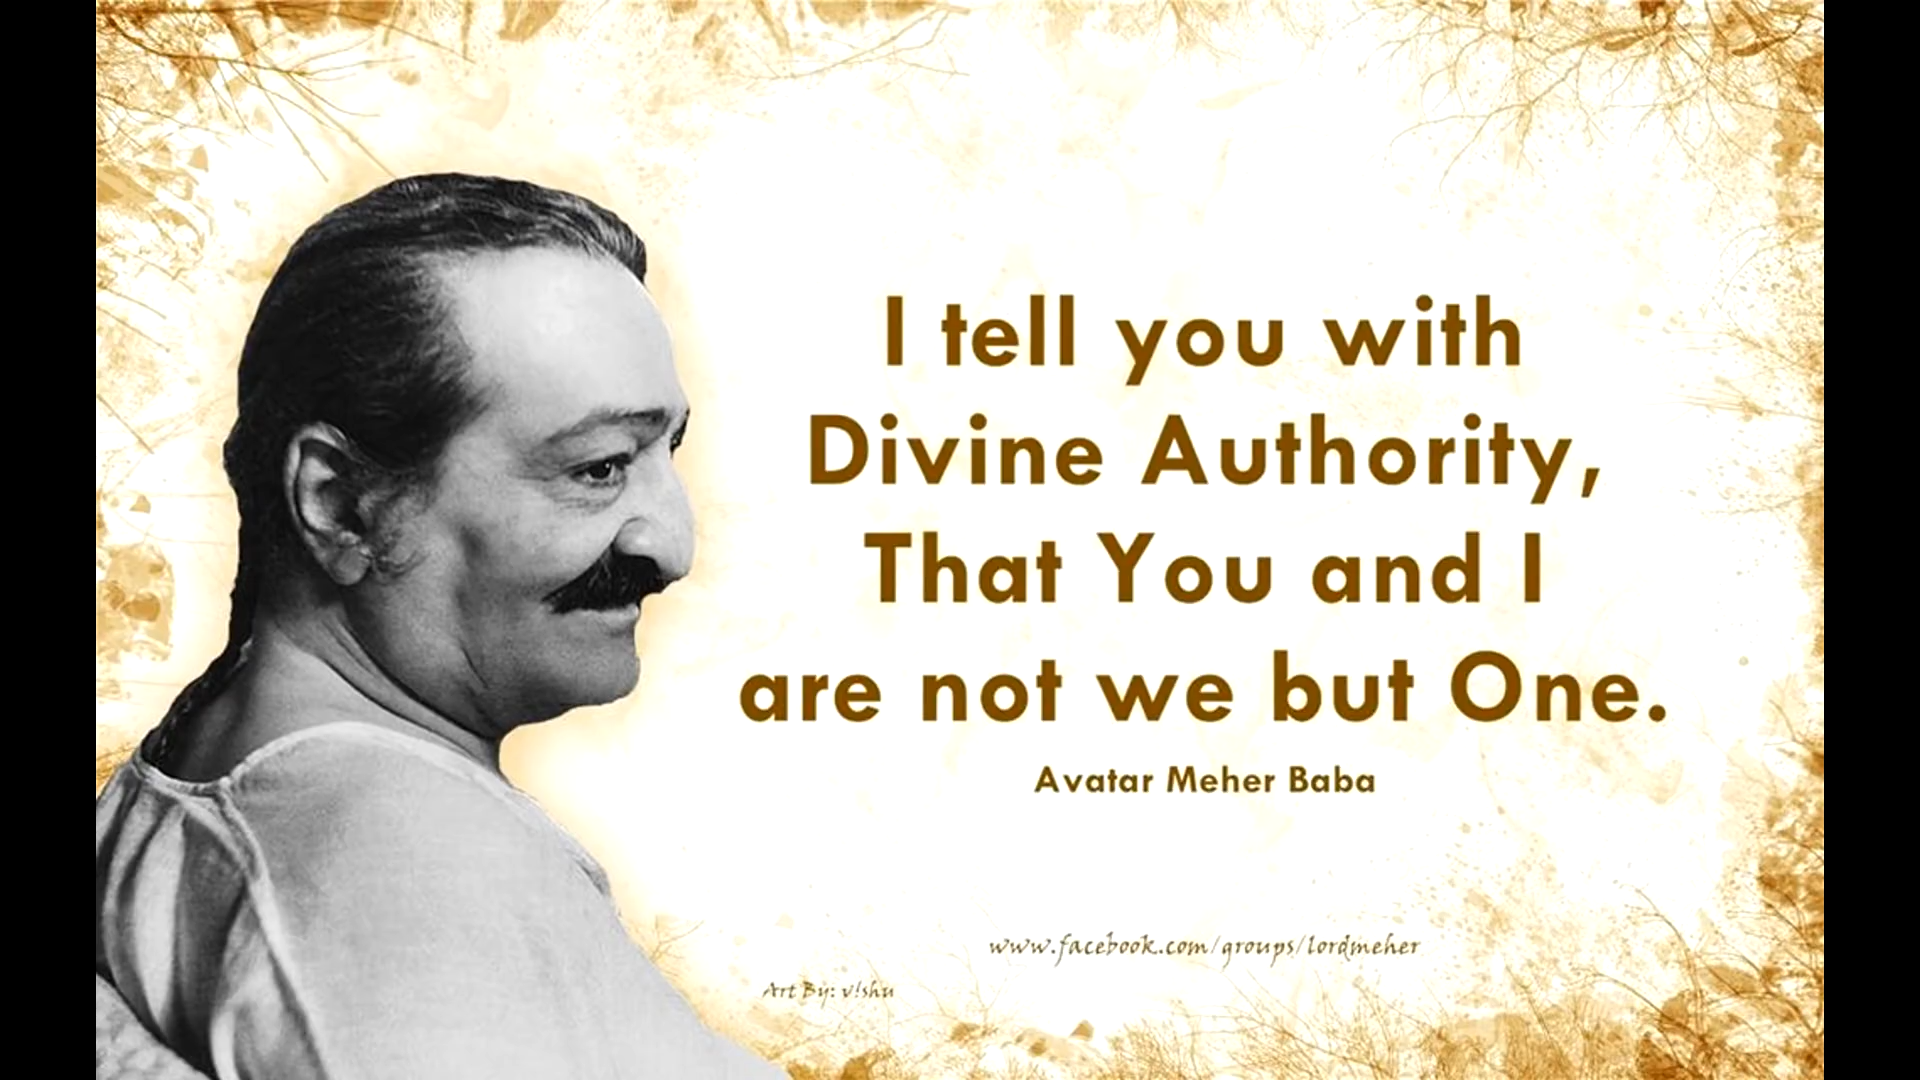 I tell you with
Divine Authority,
That You and I
are not we but One.
Avatar Meher Baba
www.facebook.com/groups/lordmeher
Art By: v!shu